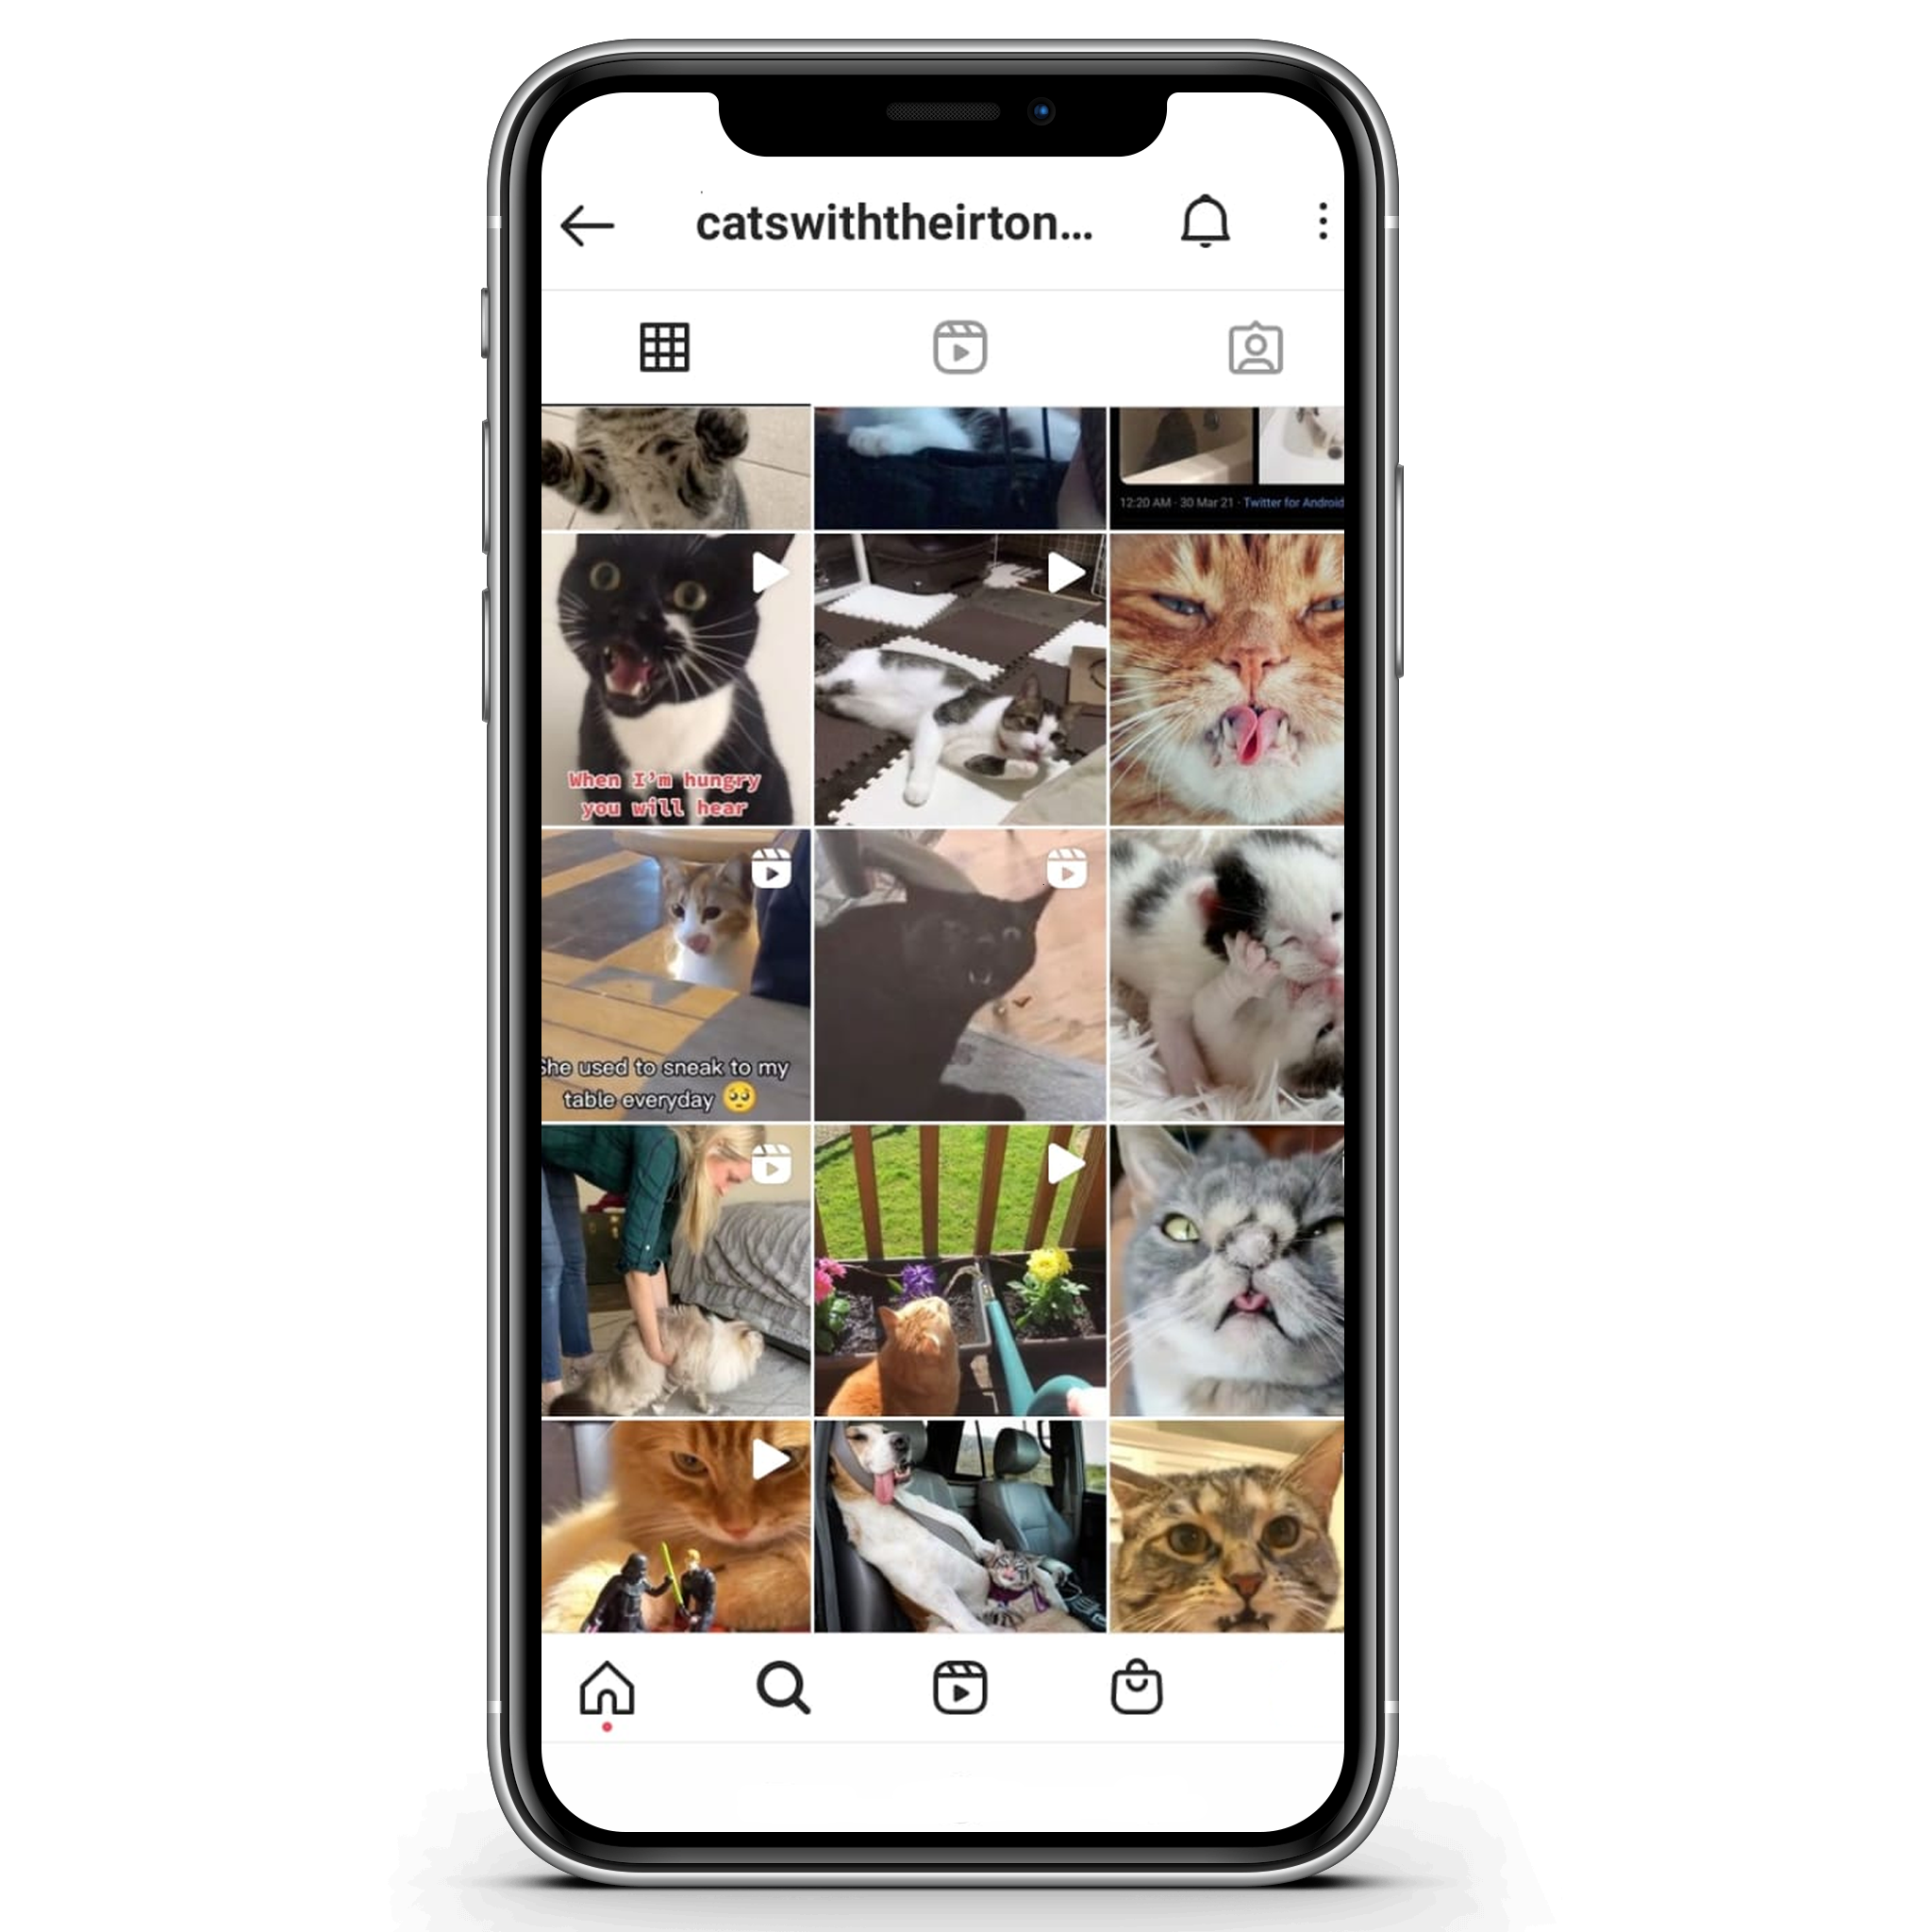 catswiththeirton...
12:20 AM · 30 Mar 21 · Twitter for Android
When I'm hungry
you will hear
She used to sneak to my
table everyday 🥺